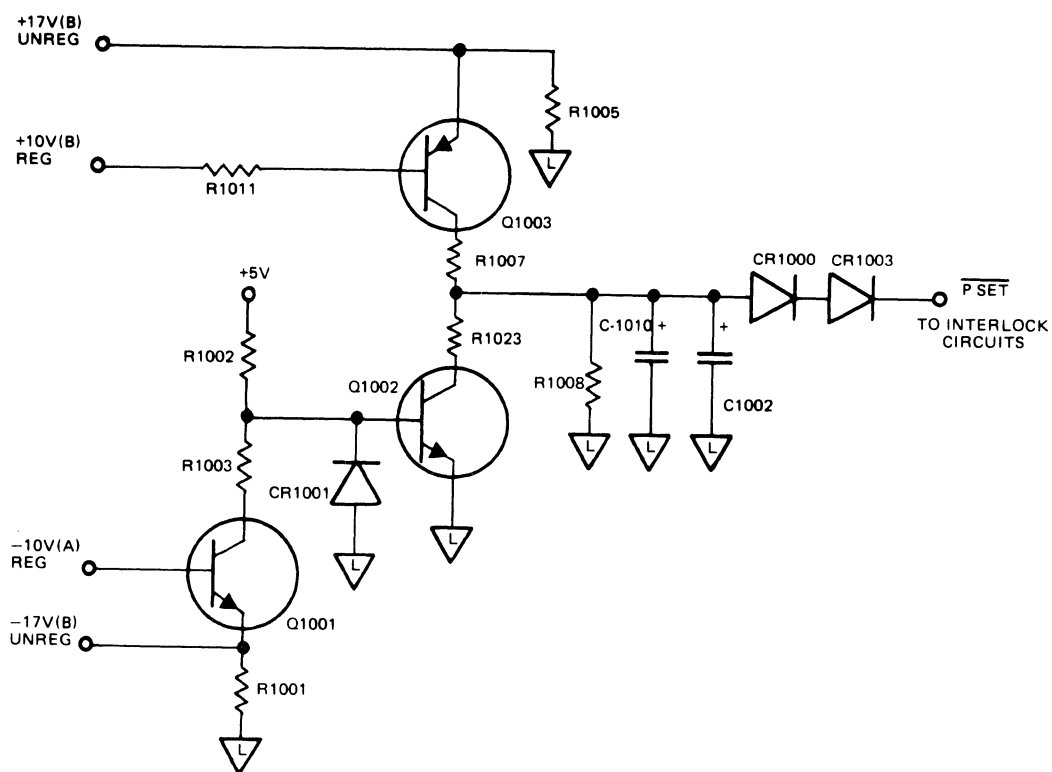 +17V(B)
UNREG
R1005
L
+10V(B)
REG
R1011
Q1003
R1007
CR1000
CR1003
P SET
TO INTERLOCK
CIRCUITS
+5V
R1002
R1023
C-1010 +
+
Q1002
R1008
C1002
L
L
L
R1003
CR1001
L
L
−10V(A)
REG
Q1001
−17V(B)
UNREG
R1001
L